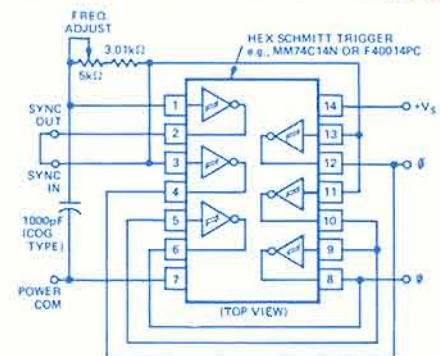 FREQ.
ADJUST
3.01kΩ
5kΩ
HEX SCHMITT TRIGGER
e.g., MM74C14N OR F40014PC
SYNC
OUT
SYNC
IN
1000pF
(COG
TYPE)
POWER
COM
1
2
3
4
5
6
7
14
13
12
11
10
9
8
+Vs
(TOP VIEW)